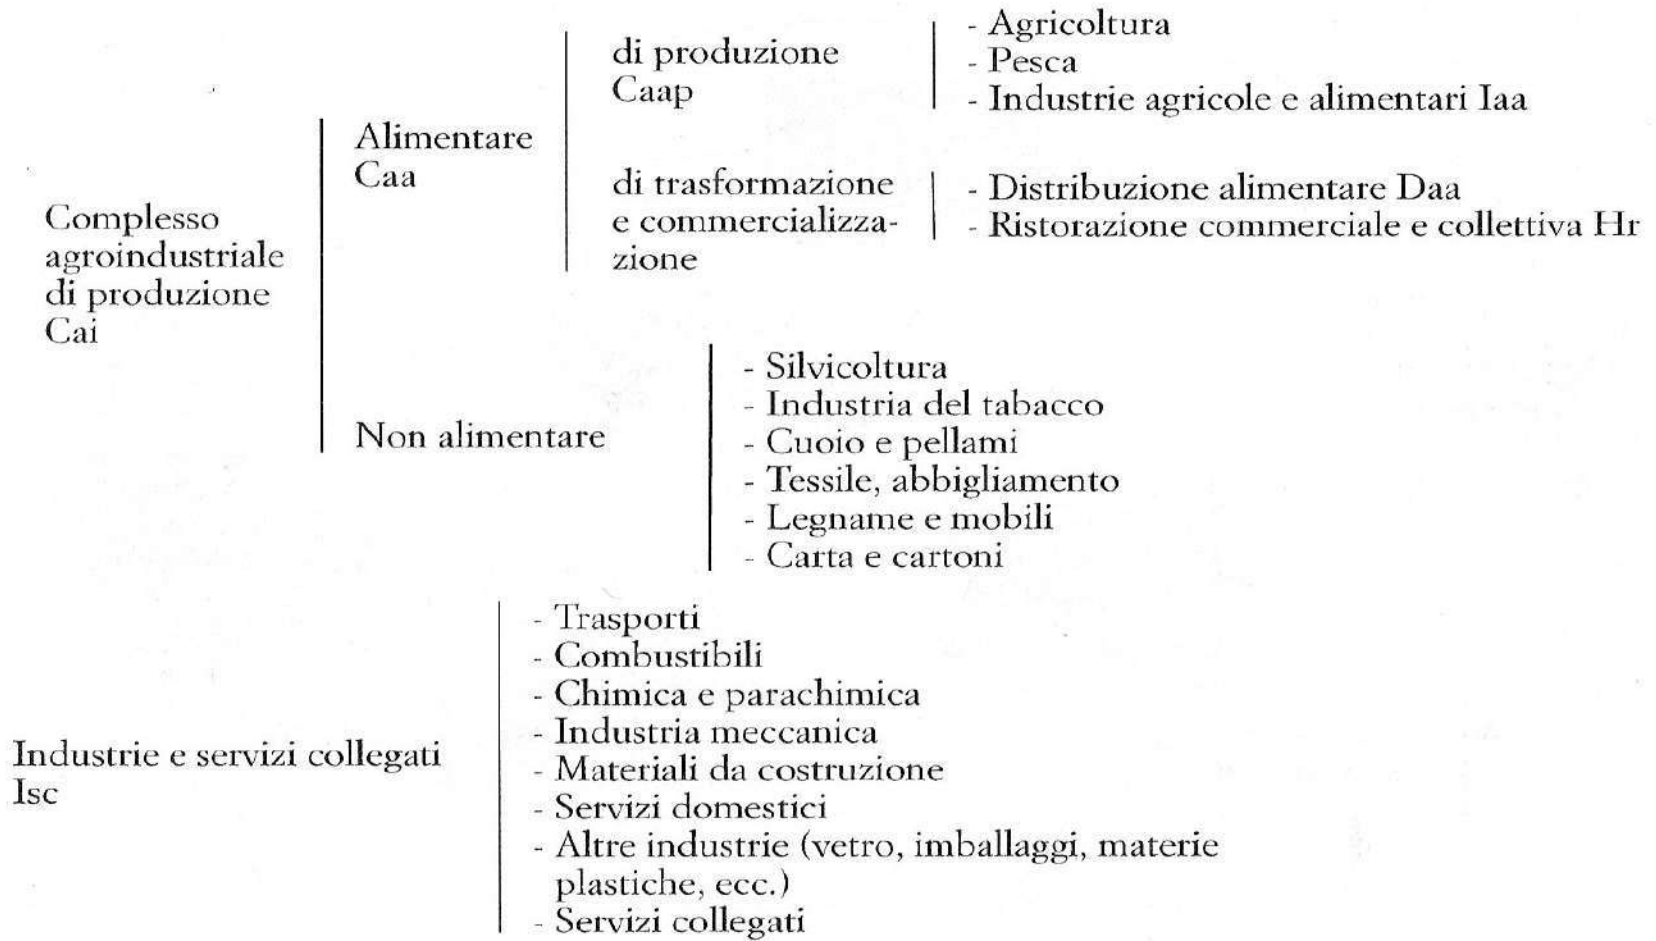 Complesso
agroindustriale
di produzione
Cai
Alimentare
Caa
di produzione
Caap
- Agricoltura
- Pesca
- Industrie agricole e alimentari Iaa
di trasformazione
e commercializza-
zione
- Distribuzione alimentare Daa
- Ristorazione commerciale e collettiva Hr
Non alimentare
- Silvicoltura
- Industria del tabacco
- Cuoio e pellami
- Tessile, abbigliamento
- Legname e mobili
- Carta e cartoni
Industrie e servizi collegati
Isc
- Trasporti
- Combustibili
- Chimica e parachimica
- Industria meccanica
- Materiali da costruzione
- Servizi domestici
- Altre industrie (vetro, imballaggi, materie
plastiche, ecc.)
- Servizi collegati